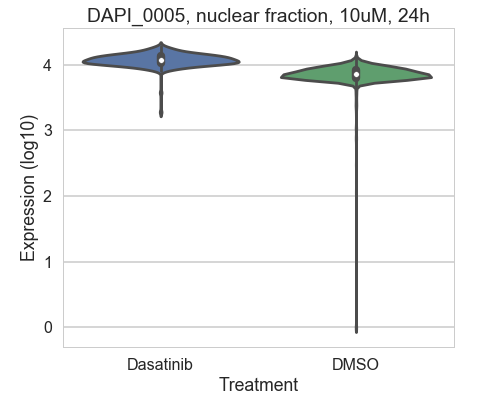 DAPI_0005, nuclear fraction, 10uM, 24h
4
3
2
1
0
Expression (log10)
Dasatinib DMSO
Treatment